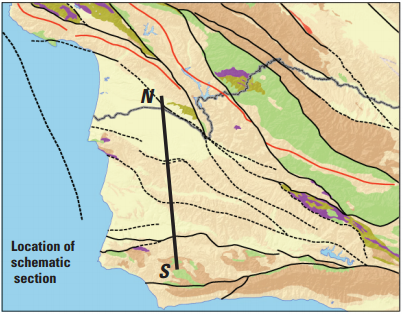 N
Location of
schematic
section
S